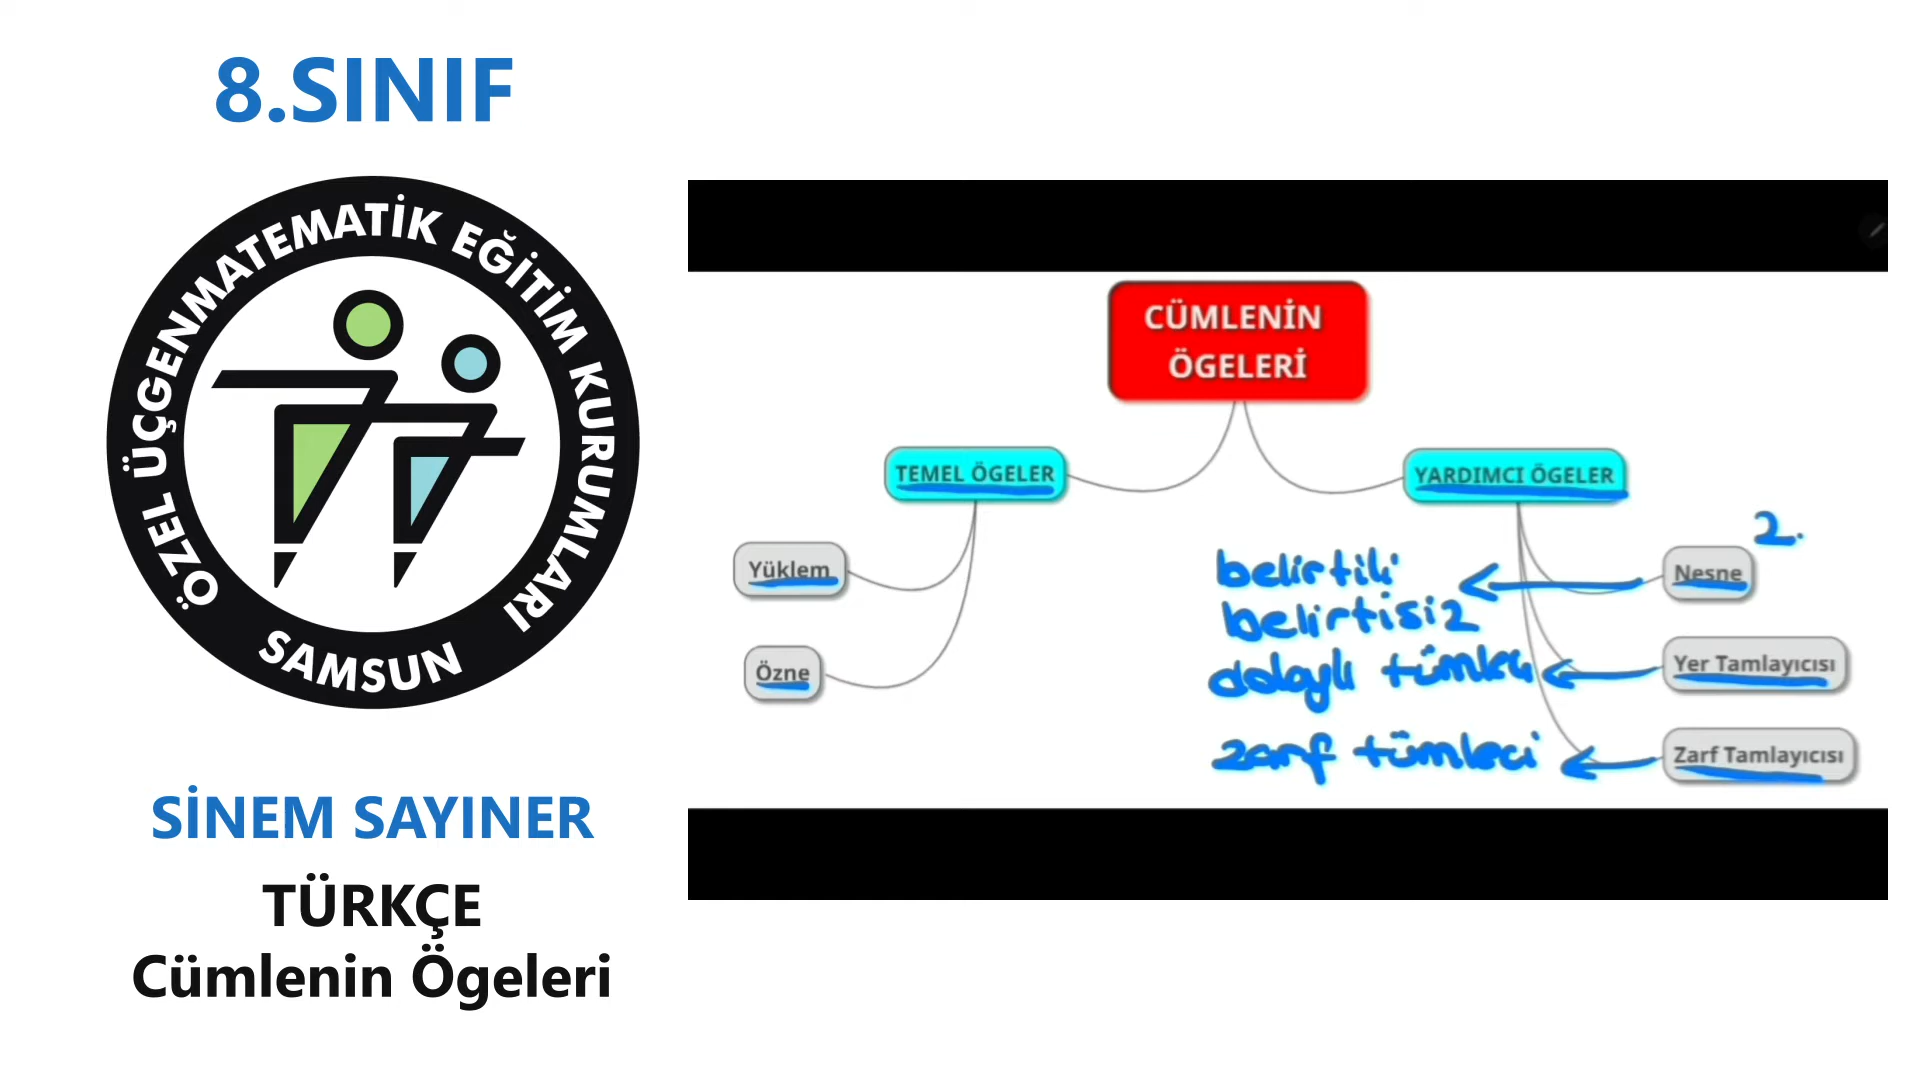 8.SINIF
ÖZEL ÜÇGENMATEMATİK EĞİTİM KURUMLARI
SAMSUN
SİNEM SAYINER
TÜRKÇE
Cümlenin Ögeleri
CÜMLENİN
ÖGELERİ
TEMEL ÖGELER
YARDIMCI ÖGELER
Yüklem
Özne
2.
belirtili
Nesne
belirtisiz
dolaylı tümleci
Yer Tamlayıcısı
zarf tümleci
Zarf Tamlayıcısı